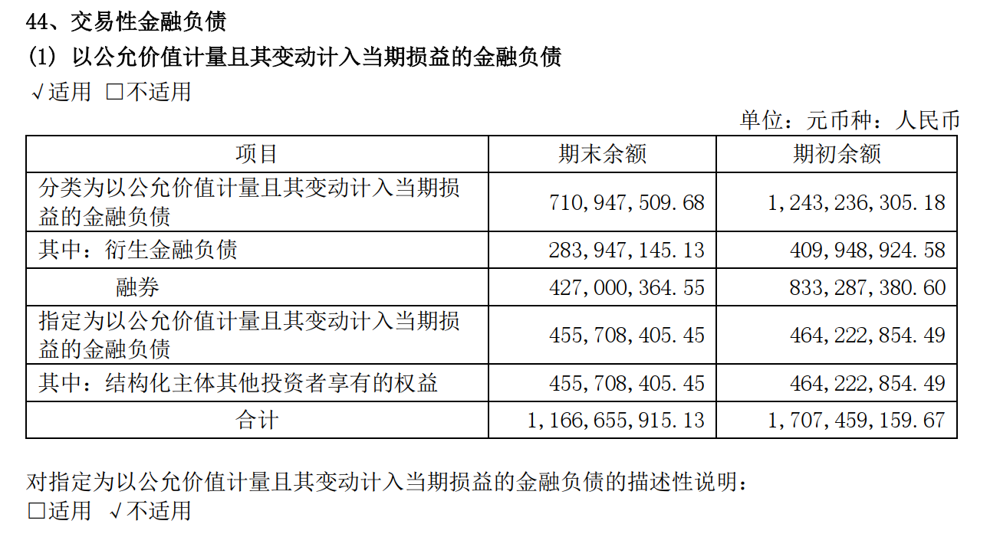 44、交易性金融负债
(1) 以公允价值计量且其变动计入当期损益的金融负债
√适用 □不适用
单位：元币种：人民币
项目 期末余额 期初余额
分类为以公允价值计量且其变动计入当期损
益的金融负债 710,947,509.68 1,243,236,305.18
其中：衍生金融负债 283,947,145.13 409,948,924.58
融券 427,000,364.55 833,287,380.60
指定为以公允价值计量且其变动计入当期损
益的金融负债 455,708,405.45 464,222,854.49
其中：结构化主体其他投资者享有的权益 455,708,405.45 464,222,854.49
合计 1,166,655,915.13 1,707,459,159.67
对指定为以公允价值计量且其变动计入当期损益的金融负债的描述性说明：
□适用 √不适用